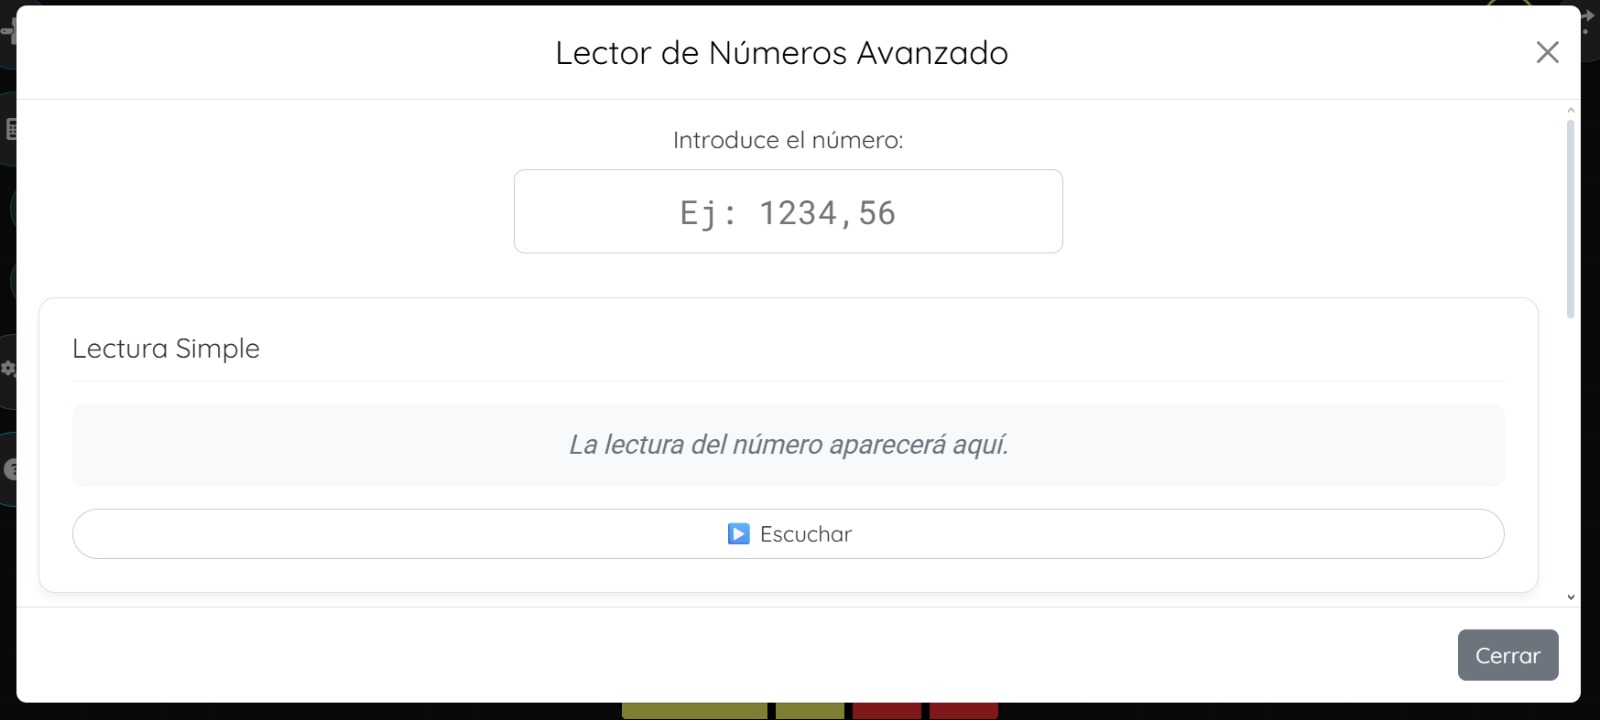 Lector de Números Avanzado
Introduce el número:
Ej: 1234,56
Lectura Simple
La lectura del número aparecerá aquí.
Escuchar
Cerrar